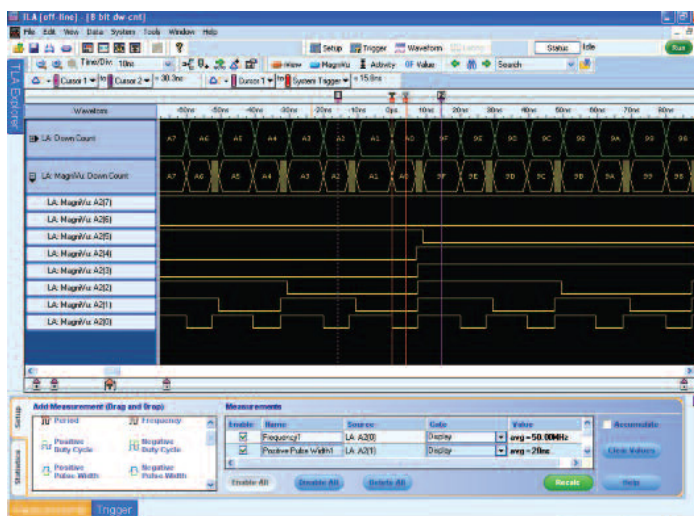 TLA [off-line] - [8 bit dw-cnt]
File Edit View Data System Tools Window Help
Setup Trigger Waveform Status Idle Run
Time/Div: 10ns iView MagniVu Activity Value Search
Cursor 1 to Cursor 2 = 30.3ns Cursor 1 to System Trigger = 15.8ns
TLA Explorer
Waveform -60ns -50ns -40ns -30ns -20ns -10ns 0ps 10ns 20ns 30ns 40ns 50ns 60ns 70ns 80ns
LA: Down Count A7 A6 A5 A4 A3 A2 A1 A0 9F 9E 9D 9C 9B 9A 99 98
LA: MagniVu: Down Count A7 A6 A5 A4 A3 A2 A1 A0 9F 9E 9D 9C 9B 9A 99 98
LA: MagniVu: A2(7)
LA: MagniVu: A2(6)
LA: MagniVu: A2(5)
LA: MagniVu: A2(4)
LA: MagniVu: A2(3)
LA: MagniVu: A2(2)
LA: MagniVu: A2(1)
LA: MagniVu: A2(0)
Setup
Statistics
Add Measurement (Drag and Drop)
Period Frequency
Positive Duty Cycle Negative Duty Cycle
Positive Pulse Width Negative Pulse Width
Measurements
Enable Name Source Gate Value
Frequency1 LA: A2(0) Display avg = 50.00MHz
Positive Pulse Width1 LA: A2(1) Display avg = 20ns
Enable All Disable All Delete All Recalc
Accumulate
Clear Values
Help
Trigger